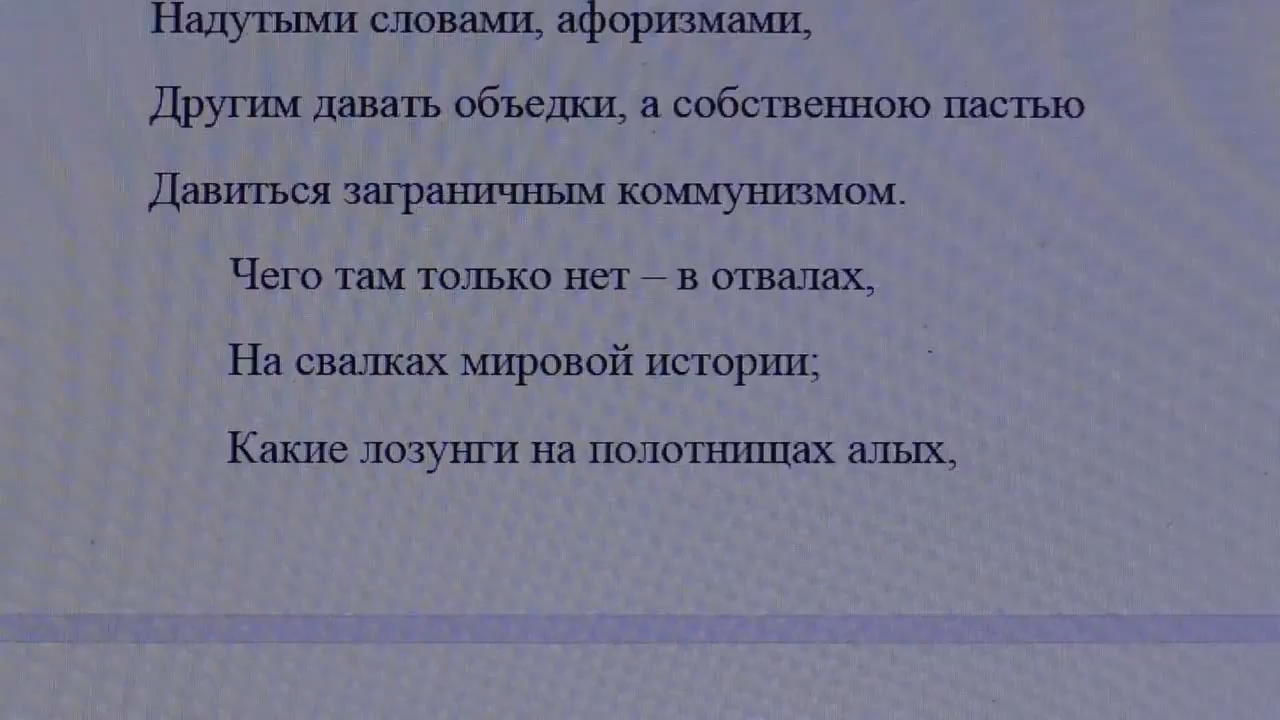 Надутыми словами, афоризмами,
Другим давать объедки, а собственною пастью
Давиться заграничным коммунизмом.
Чего там только нет – в отвалах,
На свалках мировой истории;
Какие лозунги на полотнищах алых,